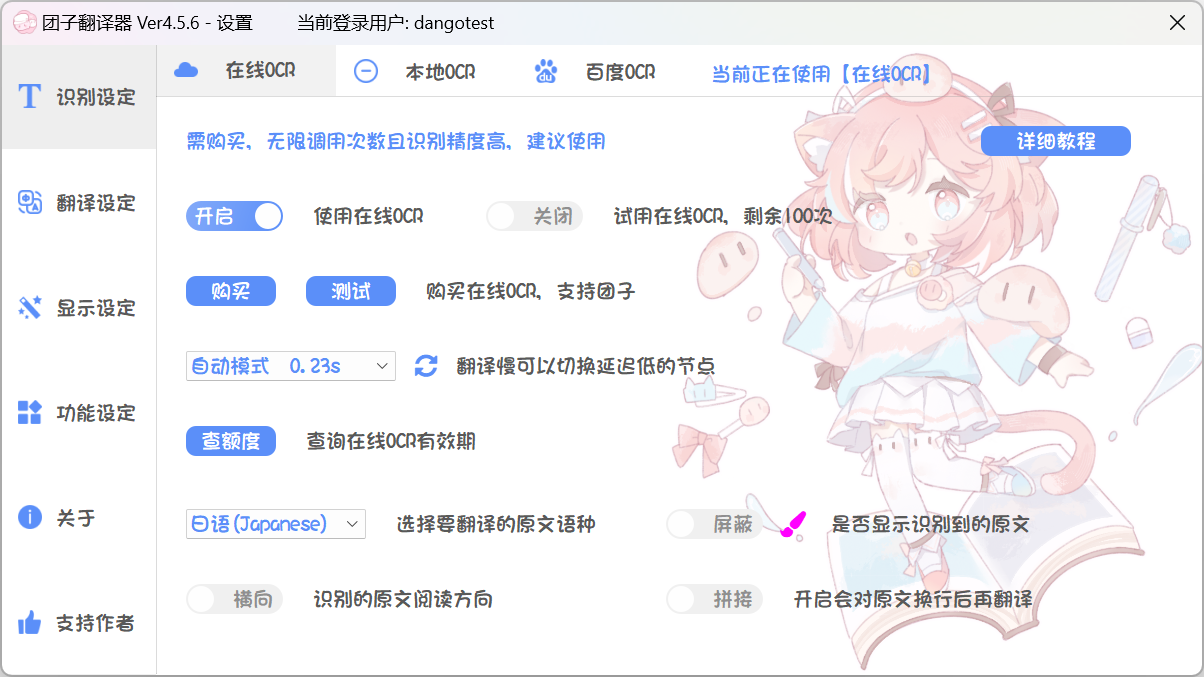 团子翻译器 Ver4.5.6 - 设置 当前登录用户: dangotest
识别设定
翻译设定
显示设定
功能设定
关于
支持作者
在线OCR 本地OCR 百度OCR 当前正在使用【在线OCR】
需购买, 无限调用次数且识别精度高, 建议使用 详细教程
开启 使用在线OCR 关闭 试用在线OCR, 剩余100次
购买 测试 购买在线OCR, 支持团子
自动模式 0.23s 翻译慢可以切换延迟低的节点
查额度 查询在线OCR有效期
日语(Japanese) 选择要翻译的原文语种 屏蔽 是否显示识别到的原文
横向 识别的原文阅读方向 拼接 开启会对原文换行后再翻译